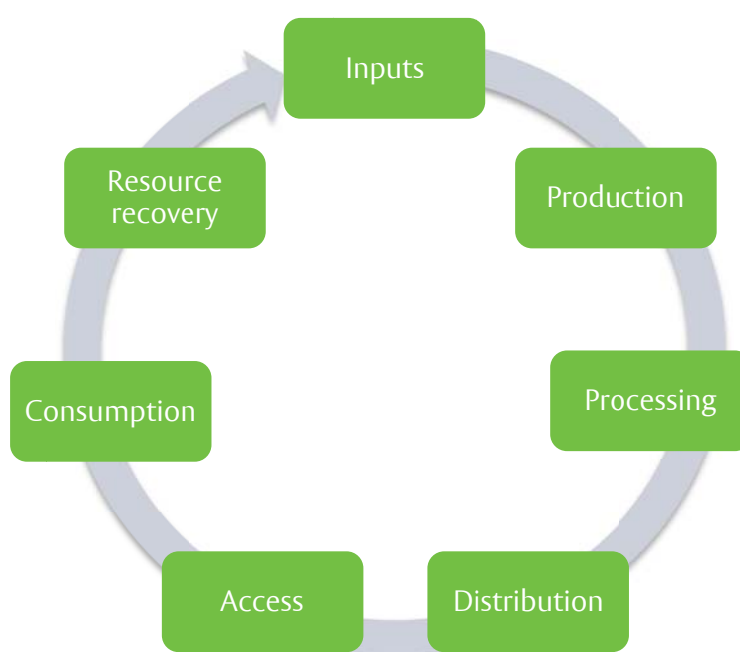 Inputs
Production
Processing
Distribution
Access
Consumption
Resource
recovery